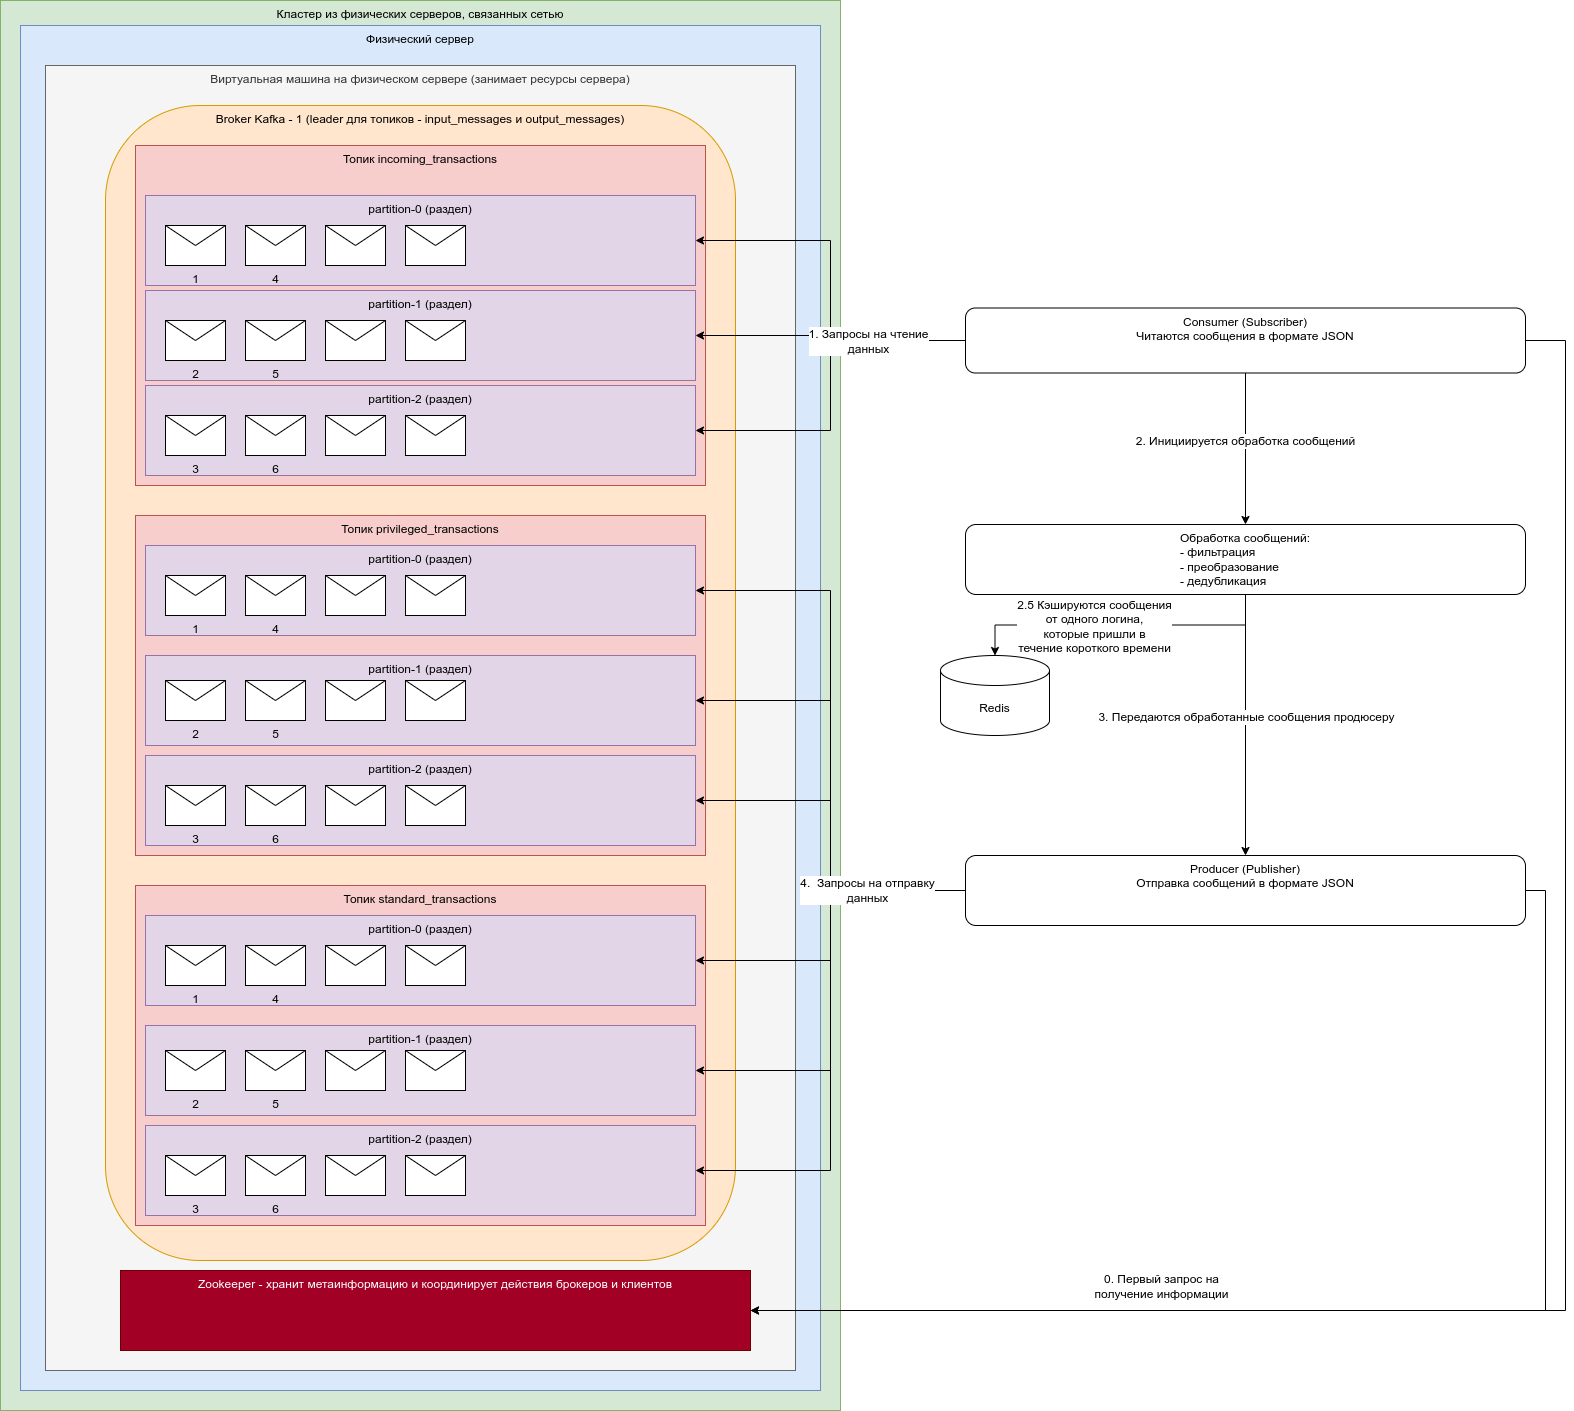 Кластер из физических серверов, связанных сетью
Физический сервер
Виртуальная машина на физическом сервере (занимает ресурсы сервера)
Broker Kafka - 1 (leader для топиков - input_messages и output_messages)
Топик incoming_transactions
partition-0 (раздел)
1 4
partition-1 (раздел)
2 5
partition-2 (раздел)
3 6
Топик privileged_transactions
partition-0 (раздел)
1 4
partition-1 (раздел)
2 5
partition-2 (раздел)
3 6
Топик standard_transactions
partition-0 (раздел)
1 4
partition-1 (раздел)
2 5
partition-2 (раздел)
3 6
Zookeeper - хранит метаинформацию и координирует действия брокеров и клиентов
1. Запросы на чтение
данных
Consumer (Subscriber)
Читаются сообщения в формате JSON
2. Инициируется обработка сообщений
Обработка сообщений:
- фильтрация
- преобразование
- дедубликация
2.5 Кэшируются сообщения
от одного логина,
которые пришли в
течение короткого времени
Redis
3. Передаются обработанные сообщения продюсеру
4. Запросы на отправку
данных
Producer (Publisher)
Отправка сообщений в формате JSON
0. Первый запрос на
получение информации